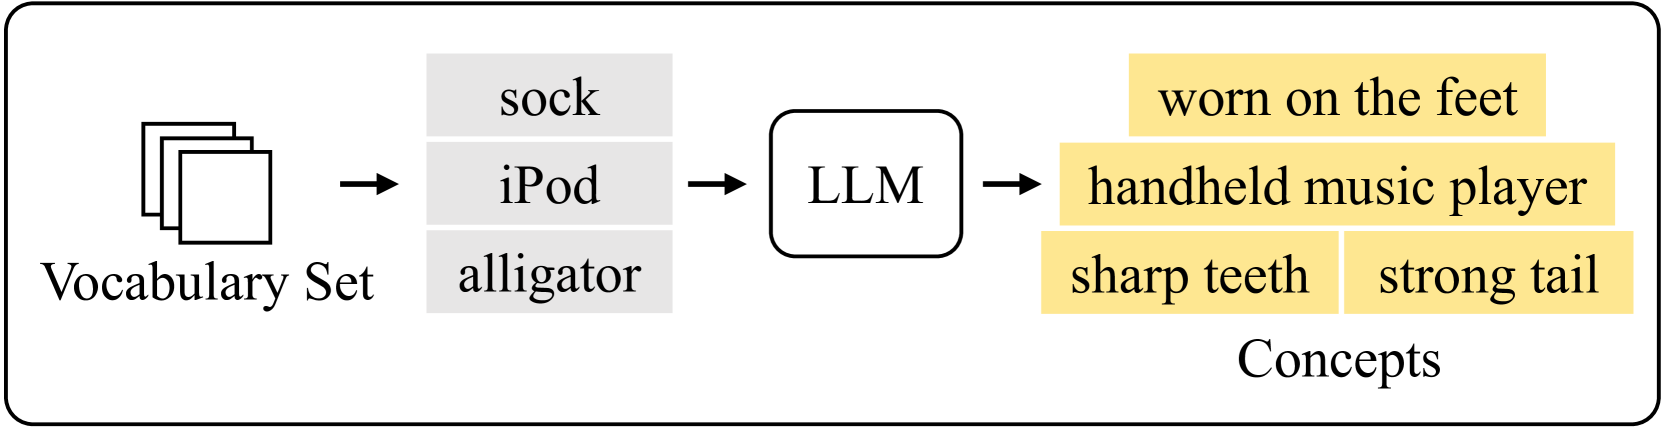 Vocabulary Set
sock
iPod
alligator
LLM
worn on the feet
handheld music player
sharp teeth
strong tail
Concepts